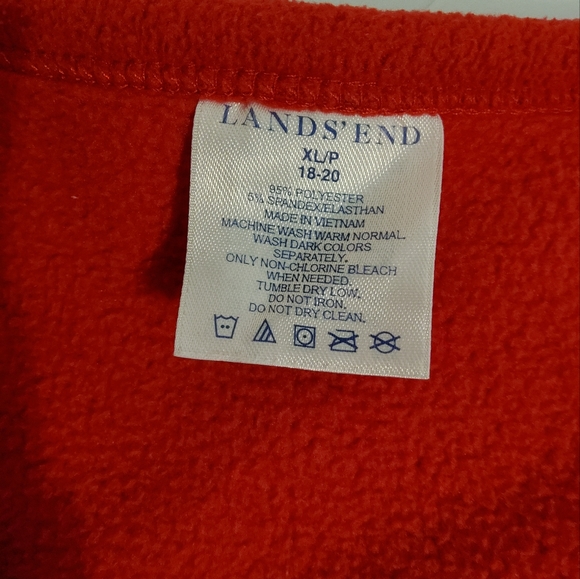 LANDS' END
XL/P
18-20
95% POLYESTER
5% SPANDEX/ELASTHAN
MADE IN VIETNAM
MACHINE WASH WARM NORMAL.
WASH DARK COLORS
SEPARATELY.
ONLY NON-CHLORINE BLEACH
WHEN NEEDED.
TUMBLE DRY LOW.
DO NOT IRON.
DO NOT DRY CLEAN.